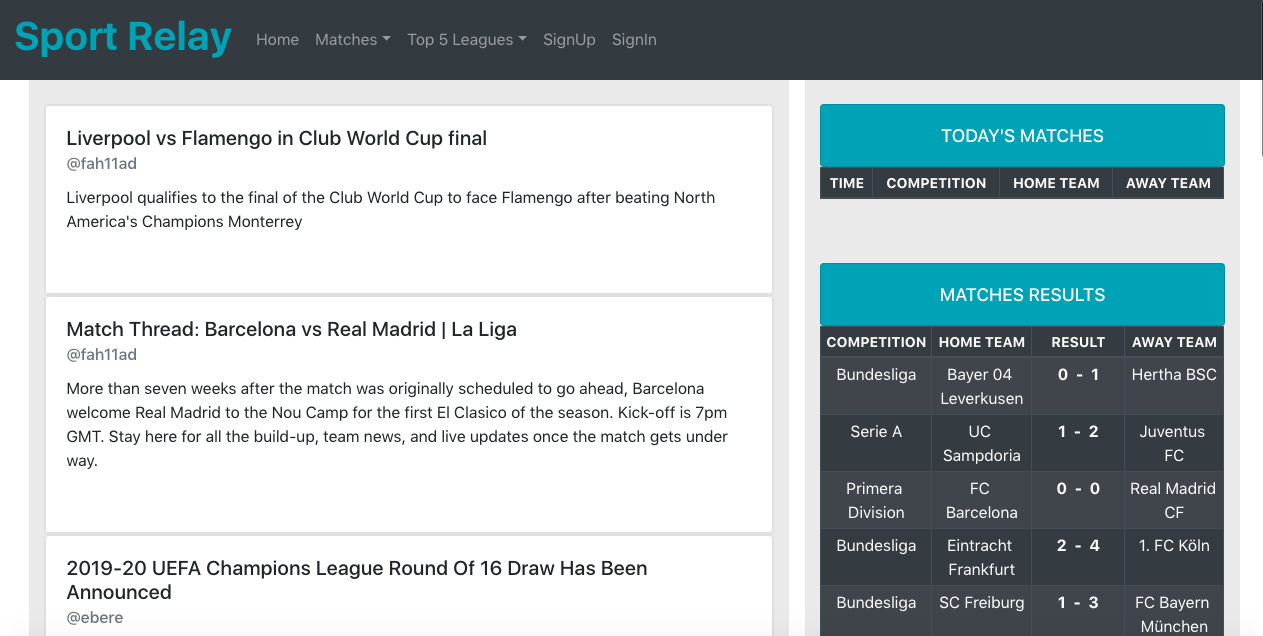 Sport Relay Home Matches Top 5 Leagues SignUp SignIn
Liverpool vs Flamengo in Club World Cup final
@fah11ad
Liverpool qualifies to the final of the Club World Cup to face Flamengo after beating North
America's Champions Monterrey
Match Thread: Barcelona vs Real Madrid | La Liga
@fah11ad
More than seven weeks after the match was originally scheduled to go ahead, Barcelona
welcome Real Madrid to the Nou Camp for the first El Clasico of the season. Kick-off is 7pm
GMT. Stay here for all the build-up, team news, and live updates once the match gets under
way.
2019-20 UEFA Champions League Round Of 16 Draw Has Been
Announced
@ebere
TODAY'S MATCHES
TIME COMPETITION HOME TEAM AWAY TEAM
MATCHES RESULTS
COMPETITION HOME TEAM RESULT AWAY TEAM
Bundesliga Bayer 04 0 - 1 Hertha BSC
Leverkusen
Serie A UC 1 - 2 Juventus
Sampdoria FC
Primera FC 0 - 0 Real Madrid
Division Barcelona CF
Bundesliga Eintracht 2 - 4 1. FC Köln
Frankfurt
Bundesliga SC Freiburg 1 - 3 FC Bayern
München